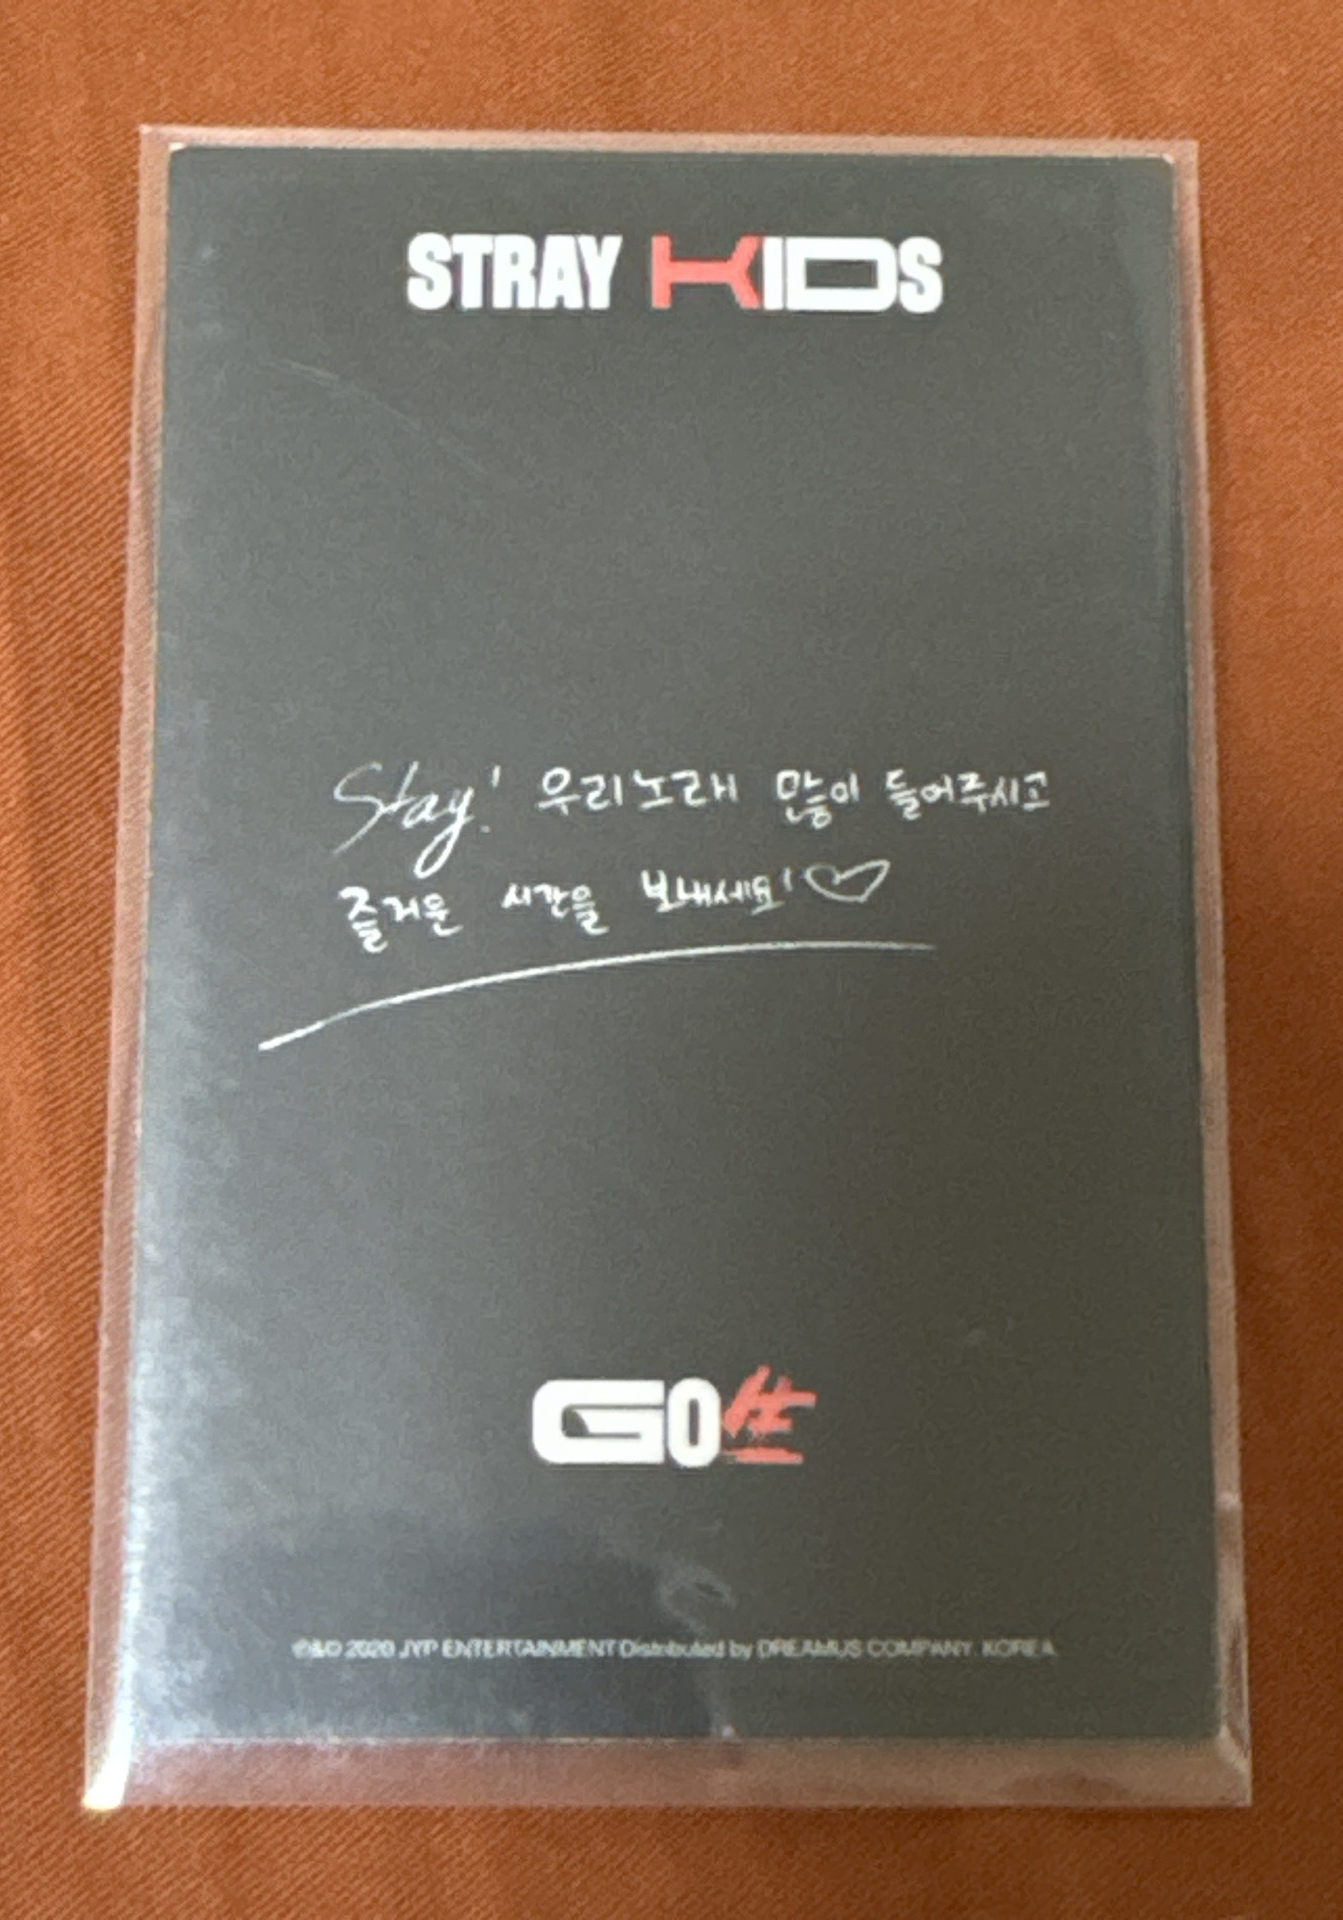 STRAY KIDS
Stay! 우리노래 많이 들어주시고
즐거운 시간을 보내세요!♡
GO生
℗&© 2020 JYP ENTERTAINMENT Distributed by DREAMUS COMPANY. KOREA